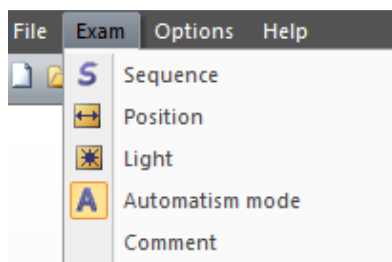 File Exam Options Help
S Sequence
Position
Light
A Automatism mode
Comment